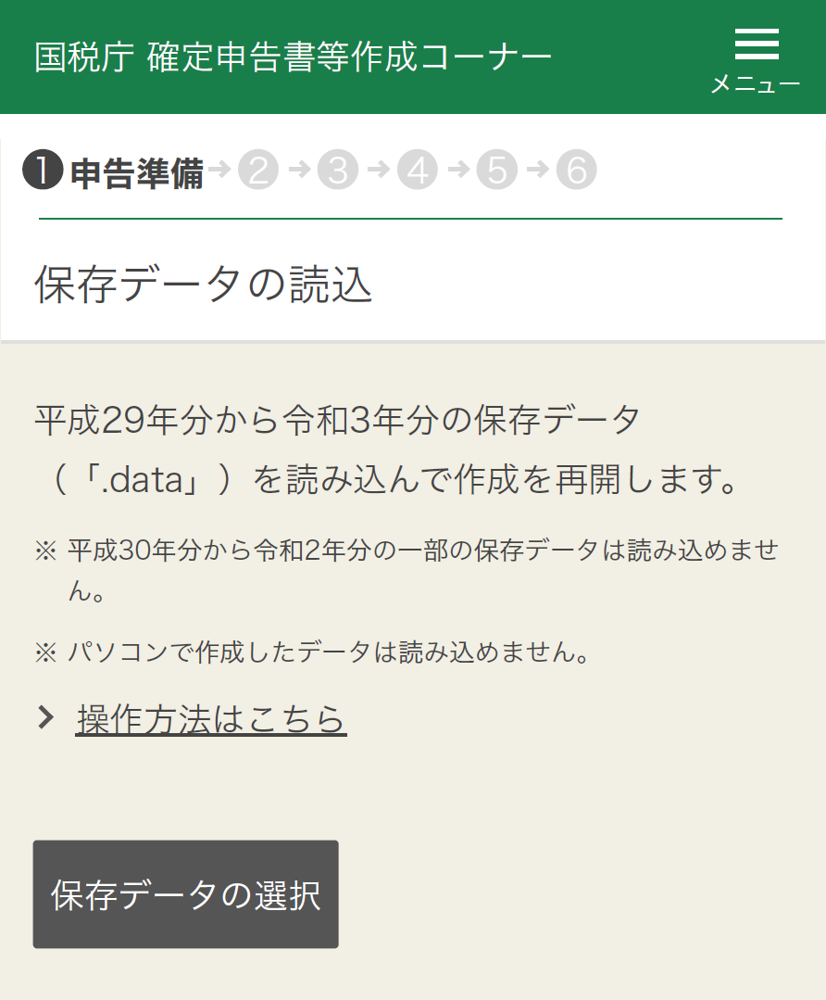 国税庁 確定申告書等作成コーナー
メニュー
1 申告準備 → 2 → 3 → 4 → 5 → 6
保存データの読込
平成29年分から令和3年分の保存データ
（「.data」）を読み込んで作成を再開します。
※ 平成30年分から令和2年分の一部の保存データは読み込めませ
ん。
※ パソコンで作成したデータは読み込めません。
操作方法はこちら
保存データの選択